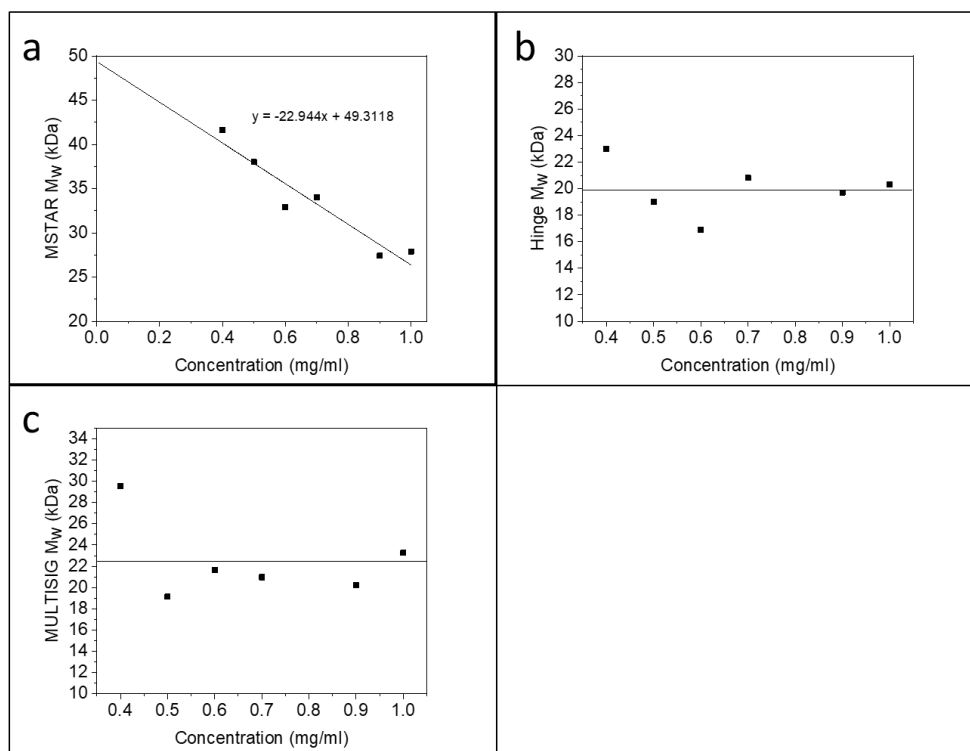 a
50
45
40
35
30
25
20
MSTAR Mw (kDa)
y = -22.944x + 49.3118
0.0 0.2 0.4 0.6 0.8 1.0
Concentration (mg/ml)
b
30
28
26
24
22
20
18
16
14
12
10
Hinge Mw (kDa)
0.4 0.5 0.6 0.7 0.8 0.9 1.0
Concentration (mg/ml)
c
34
32
30
28
26
24
22
20
18
16
14
12
10
MULTISIG Mw (kDa)
0.4 0.5 0.6 0.7 0.8 0.9 1.0
Concentration (mg/ml)